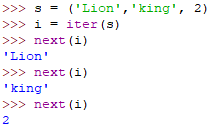 >>> s = ('Lion','king', 2)
>>> i = iter(s)
>>> next(i)
'Lion'
>>> next(i)
'king'
>>> next(i)
2